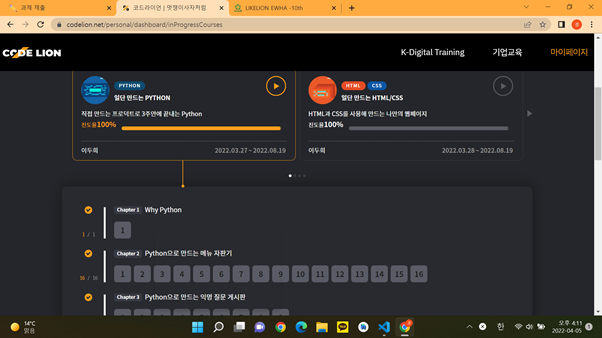 과제 제출
코드라이언 | 멋쟁이사자처럼
LIKELION EWHA -10th
codelion.net/personal/dashboard/inProgressCourses
CODE LION
K-Digital Training
기업교육
마이페이지
PYTHON
일단 만드는 PYTHON
직접 만드는 프로덕트로 3주만에 끝내는 Python
진도율100%
이두희
2022.03.27 ~ 2022.08.19
HTML CSS
일단 만드는 HTML/CSS
HTML과 CSS를 사용해 만드는 나만의 웹페이지
진도율100%
이두희
2022.03.28 ~ 2022.08.19
Chapter 1 Why Python
1
1 / 1
Chapter 2 Python으로 만드는 메뉴 자판기
1 2 3 4 5 6 7 8 9 10 11 12 13 14 15 16
16 / 16
Chapter 3 Python으로 만드는 익명 질문 게시판
14°C
맑음
한
오후 4:11
2022-04-05